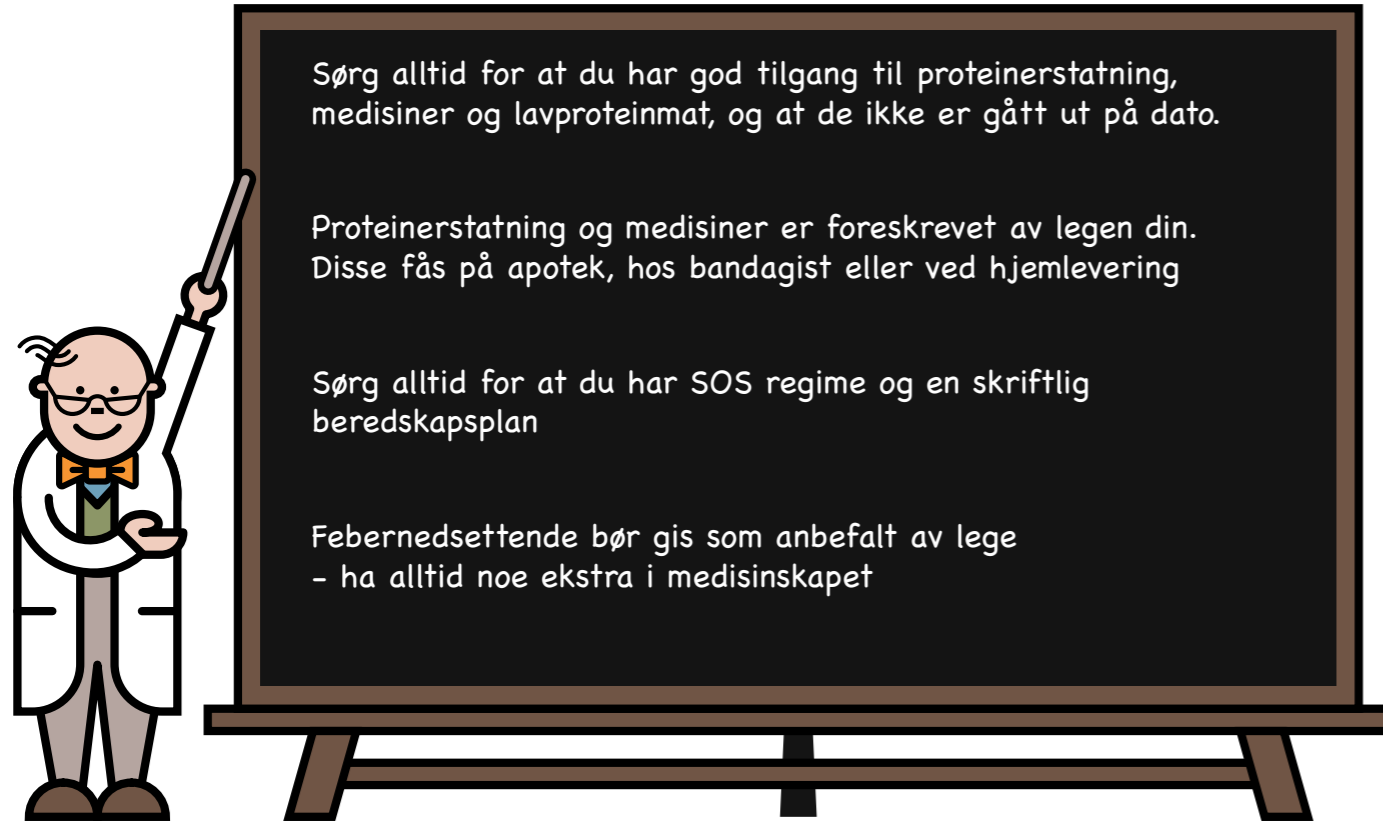 Sørg alltid for at du har god tilgang til proteinerstatning,
medisiner og lavproteinmat, og at de ikke er gått ut på dato.
Proteinerstatning og medisiner er foreskrevet av legen din.
Disse fås på apotek, hos bandagist eller ved hjemlevering
Sørg alltid for at du har SOS regime og en skriftlig
beredskapsplan
Febernedsettende bør gis som anbefalt av lege
– ha alltid noe ekstra i medisinskapet